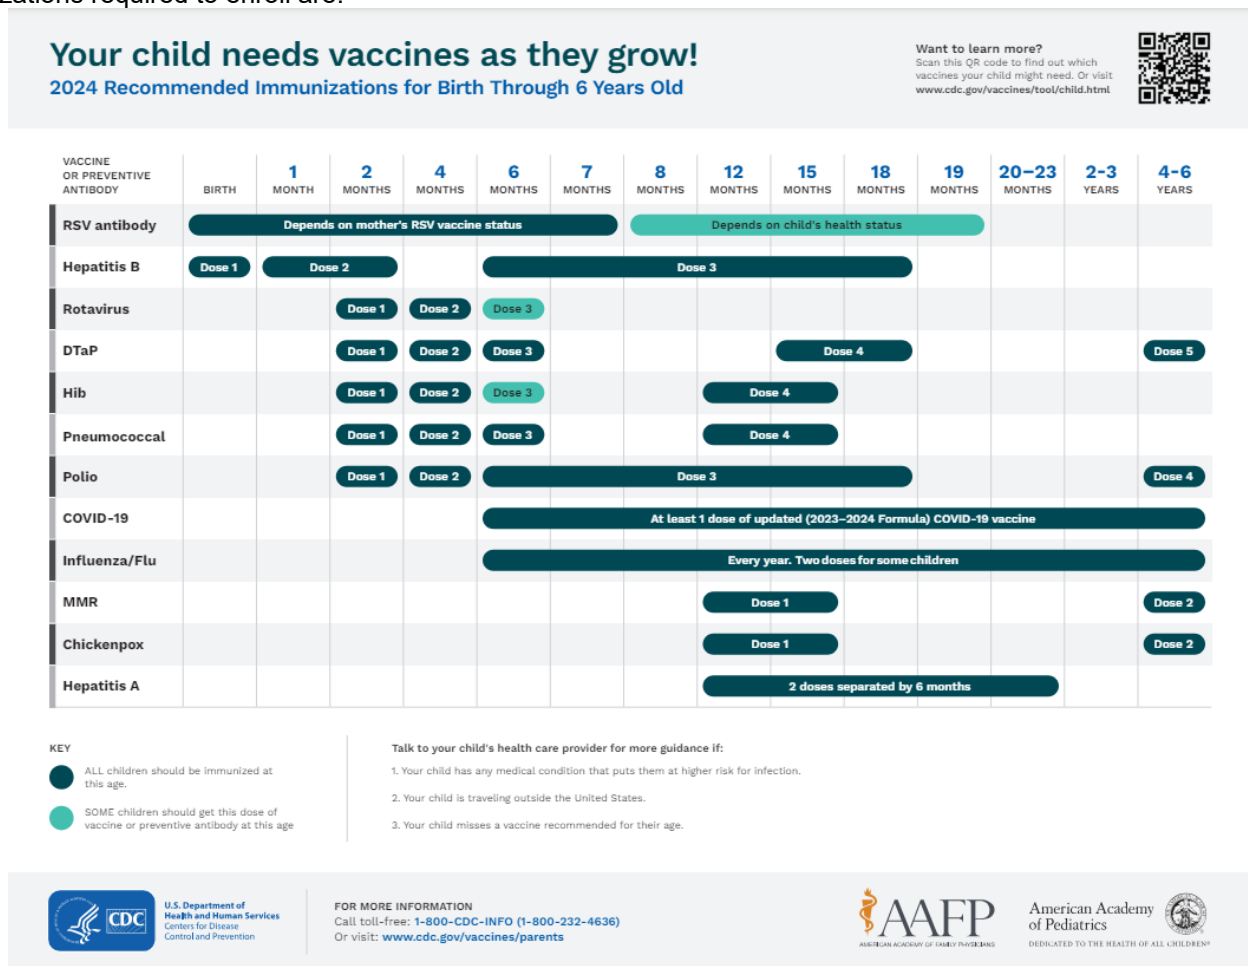 zations required to enroll are:
Your child needs vaccines as they grow!
2024 Recommended Immunizations for Birth Through 6 Years Old
Want to learn more?
Scan this QR code to find out which
vaccines your child might need. Or visit
www.cdc.gov/vaccines/tool/child.html
VACCINE
OR PREVENTIVE
ANTIBODY
BIRTH
1 MONTH
2 MONTHS
4 MONTHS
6 MONTHS
7 MONTHS
8 MONTHS
12 MONTHS
15 MONTHS
18 MONTHS
19 MONTHS
20–23 MONTHS
2-3 YEARS
4-6 YEARS
RSV antibody Depends on mother's RSV vaccine status Depends on child's health status
Hepatitis B Dose 1 Dose 2 Dose 3
Rotavirus Dose 1 Dose 2 Dose 3
DTaP Dose 1 Dose 2 Dose 3 Dose 4 Dose 5
Hib Dose 1 Dose 2 Dose 3 Dose 4
Pneumococcal Dose 1 Dose 2 Dose 3 Dose 4
Polio Dose 1 Dose 2 Dose 3 Dose 4
COVID-19 At least 1 dose of updated (2023–2024 Formula) COVID-19 vaccine
Influenza/Flu Every year. Two doses for some children
MMR Dose 1 Dose 2
Chickenpox Dose 1 Dose 2
Hepatitis A 2 doses separated by 6 months
KEY
ALL children should be immunized at
this age.
SOME children should get this dose of
vaccine or preventive antibody at this age
Talk to your child's health care provider for more guidance if:
1. Your child has any medical condition that puts them at higher risk for infection.
2. Your child is traveling outside the United States.
3. Your child misses a vaccine recommended for their age.
CDC
U.S. Department of
Health and Human Services
Centers for Disease
Control and Prevention
FOR MORE INFORMATION
Call toll-free: 1-800-CDC-INFO (1-800-232-4636)
Or visit: www.cdc.gov/vaccines/parents
AAFP
AMERICAN ACADEMY OF FAMILY PHYSICIANS
American Academy
of Pediatrics
DEDICATED TO THE HEALTH OF ALL CHILDREN®